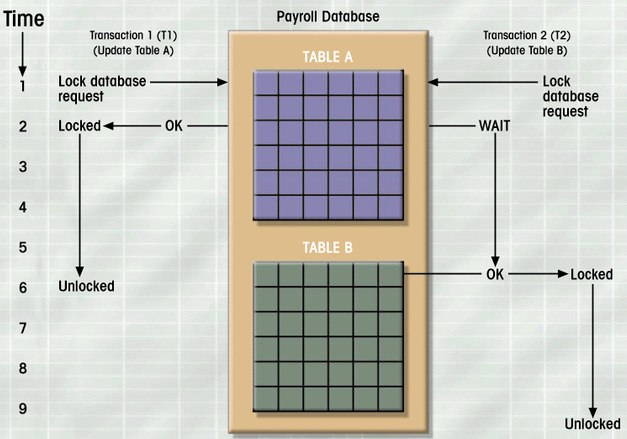 Time
Payroll Database
Transaction 1 (T1)
(Update Table A)
Transaction 2 (T2)
(Update Table B)
TABLE A
1
Lock database
request
Lock
database
request
2
Locked
OK
WAIT
3
4
5
TABLE B
OK
Locked
6
Unlocked
7
8
9
Unlocked